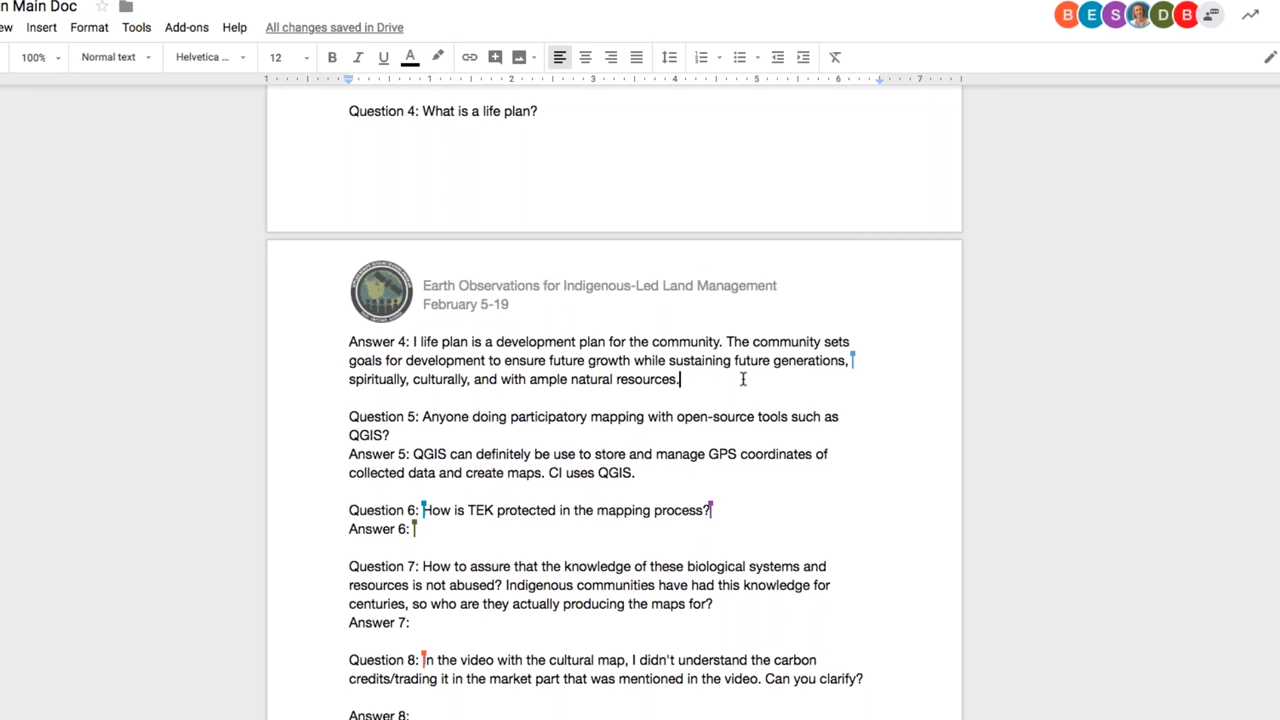 n Main Doc
ew Insert Format Tools Add-ons Help All changes saved in Drive
B E S D B
100% Normal text Helvetica ... 12 B I U A
1 1 2 3 4 5 6 7
Question 4: What is a life plan?
Earth Observations for Indigenous-Led Land Management
February 5-19
Answer 4: I life plan is a development plan for the community. The community sets
goals for development to ensure future growth while sustaining future generations,
spiritually, culturally, and with ample natural resources.
Question 5: Anyone doing participatory mapping with open-source tools such as
QGIS?
Answer 5: QGIS can definitely be use to store and manage GPS coordinates of
collected data and create maps. CI uses QGIS.
Question 6: How is TEK protected in the mapping process?
Answer 6:
Question 7: How to assure that the knowledge of these biological systems and
resources is not abused? Indigenous communities have had this knowledge for
centuries, so who are they actually producing the maps for?
Answer 7:
Question 8: In the video with the cultural map, I didn't understand the carbon
credits/trading it in the market part that was mentioned in the video. Can you clarify?
Answer 8: